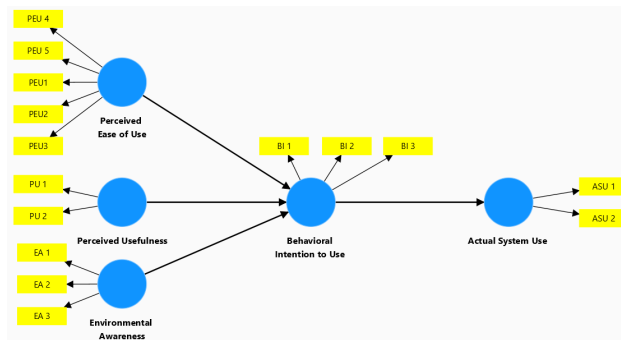 PEU 4
PEU 5
PEU1
PEU2
PEU3
Perceived
Ease of Use
BI 1
BI 2
BI 3
PU 1
PU 2
Perceived Usefulness
Behavioral
Intention to Use
ASU 1
ASU 2
Actual System Use
EA 1
EA 2
EA 3
Environmental
Awareness